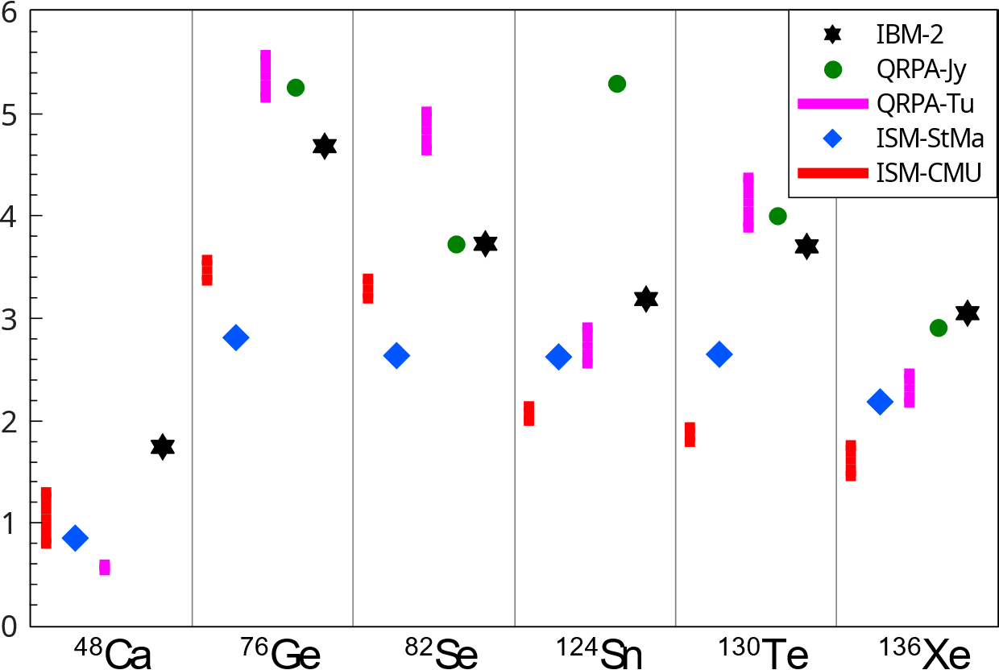 6
5
4
3
2
1
0
IBM-2
QRPA-Jy
QRPA-Tu
ISM-StMa
ISM-CMU
⁴⁸Ca ⁷⁶Ge ⁸²Se ¹²⁴Sn ¹³⁰Te ¹³⁶Xe